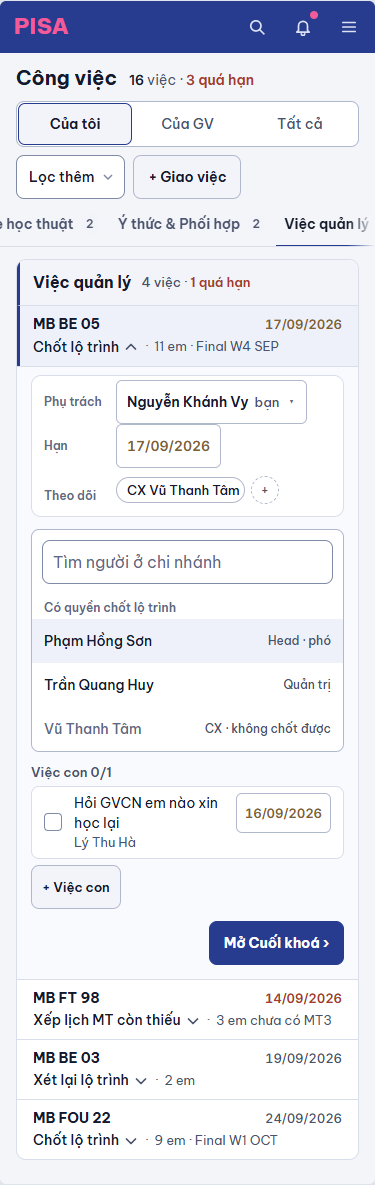 PISA
Công việc 16 việc · 3 quá hạn
Của tôi Của GV Tất cả
Lọc thêm + Giao việc
học thuật 2 Ý thức & Phối hợp 2 Việc quản lý
Việc quản lý 4 việc · 1 quá hạn
MB BE 05 17/09/2026
Chốt lộ trình · 11 em · Final W4 SEP
Phụ trách Nguyễn Khánh Vy bạn
Hạn 17/09/2026
Theo dõi CX Vũ Thanh Tâm +
Tìm người ở chi nhánh
Có quyền chốt lộ trình
Phạm Hồng Sơn Head · phó
Trần Quang Huy Quản trị
Vũ Thanh Tâm CX · không chốt được
Việc con 0/1
Hỏi GVCN em nào xin
học lại
16/09/2026
Lý Thu Hà
+ Việc con
Mở Cuối khoá ›
MB FT 98 14/09/2026
Xếp lịch MT còn thiếu · 3 em chưa có MT3
MB BE 03 19/09/2026
Xét lại lộ trình · 2 em
MB FOU 22 24/09/2026
Chốt lộ trình · 9 em · Final W1 OCT